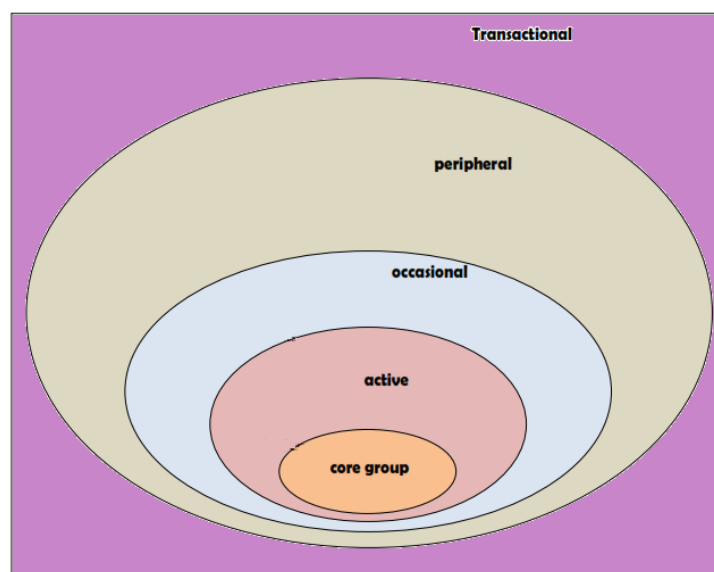 Transactional
peripheral
occasional
active
core group